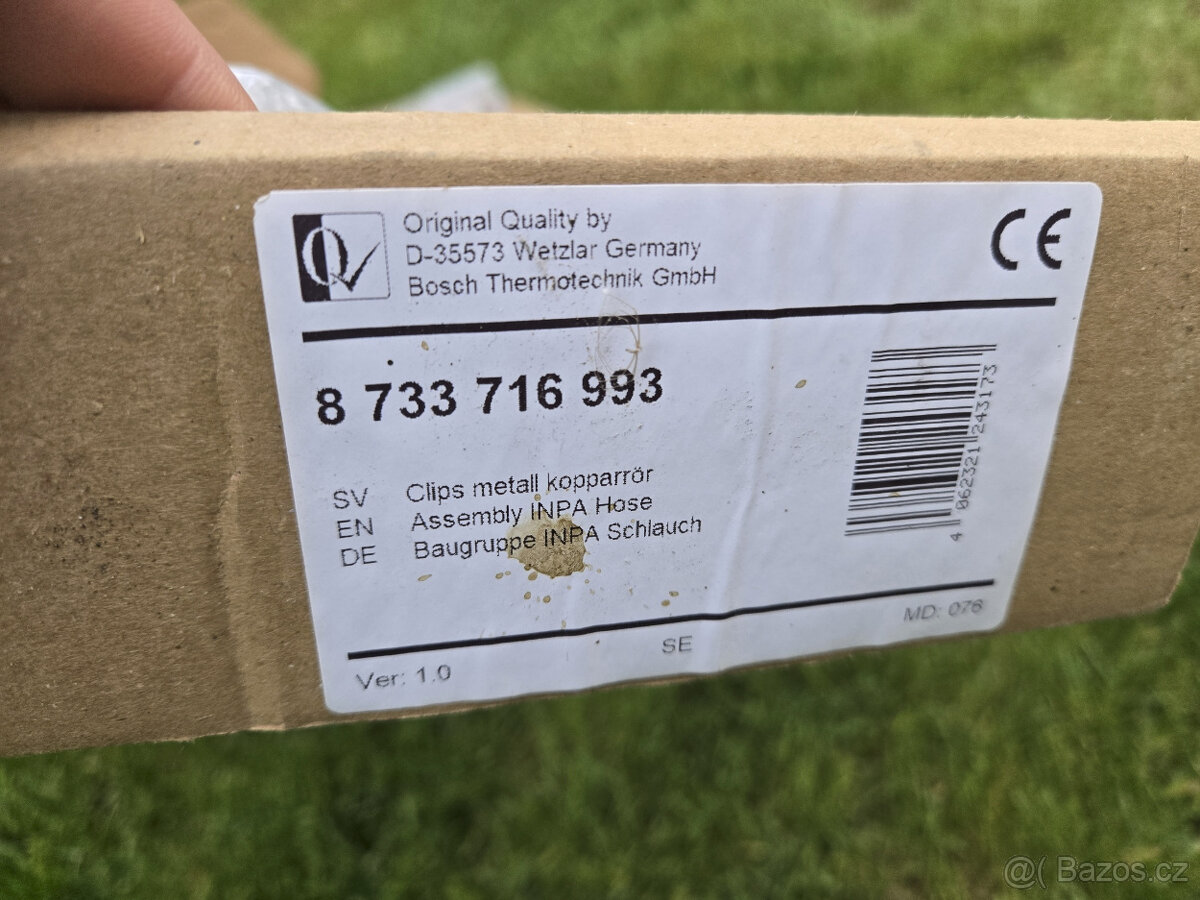 Original Quality by
D-35573 Wetzlar Germany
Bosch Thermotechnik GmbH
CE
8 733 716 993
4 062321 243173
SV Clips metall kopparrör
EN Assembly INPA Hose
DE Baugruppe INPA Schlauch
Ver: 1.0 SE MD: 076
@( Bazos.cz